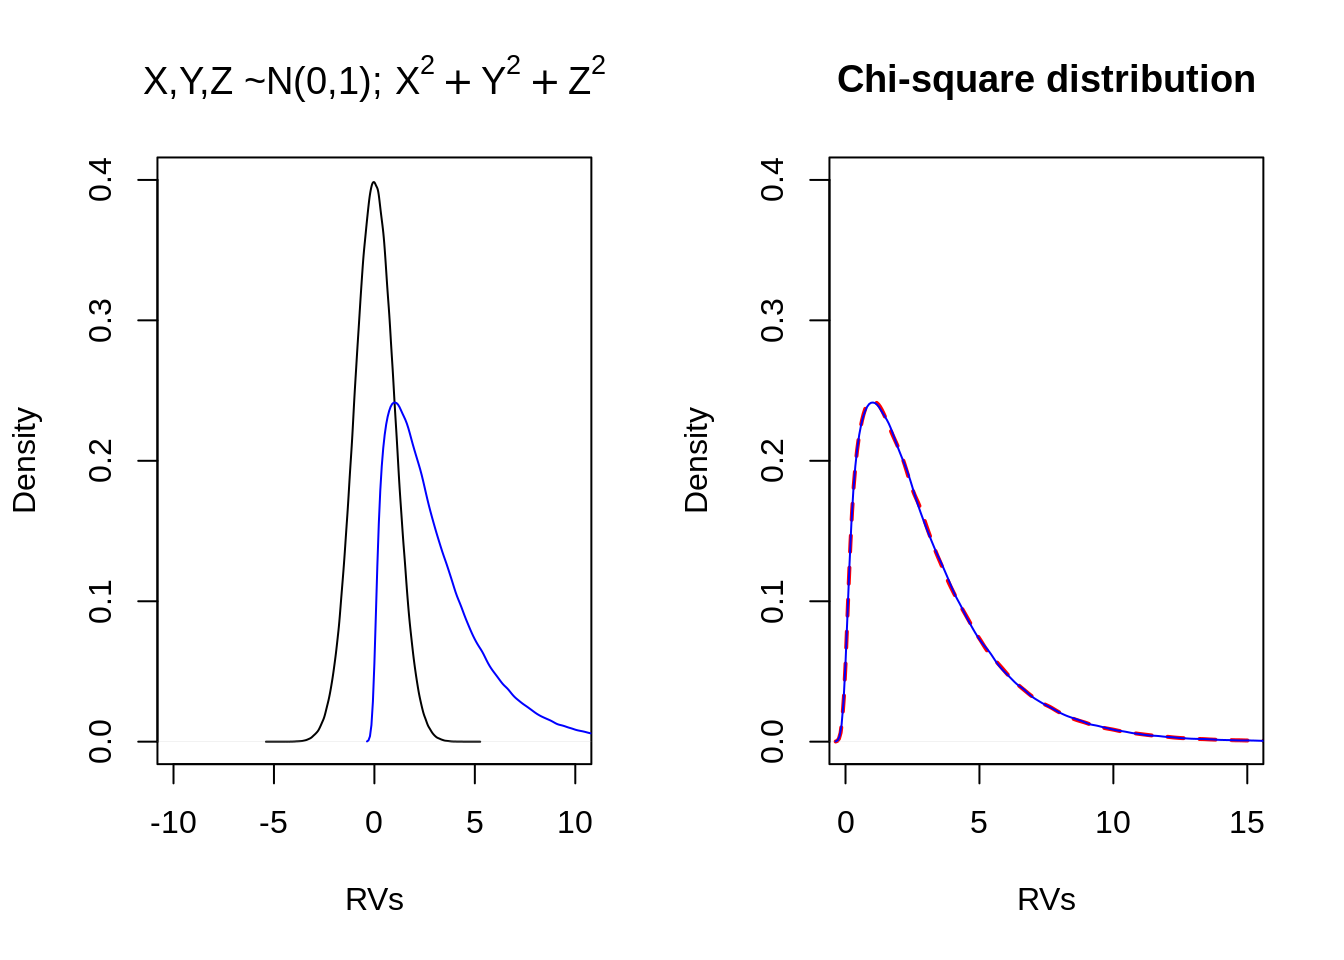 X,Y,Z ~N(0,1); X² + Y² + Z²
Density
0.4
0.3
0.2
0.1
0.0
-10 -5 0 5 10
RVs
Chi-square distribution
Density
0.4
0.3
0.2
0.1
0.0
0 5 10 15
RVs